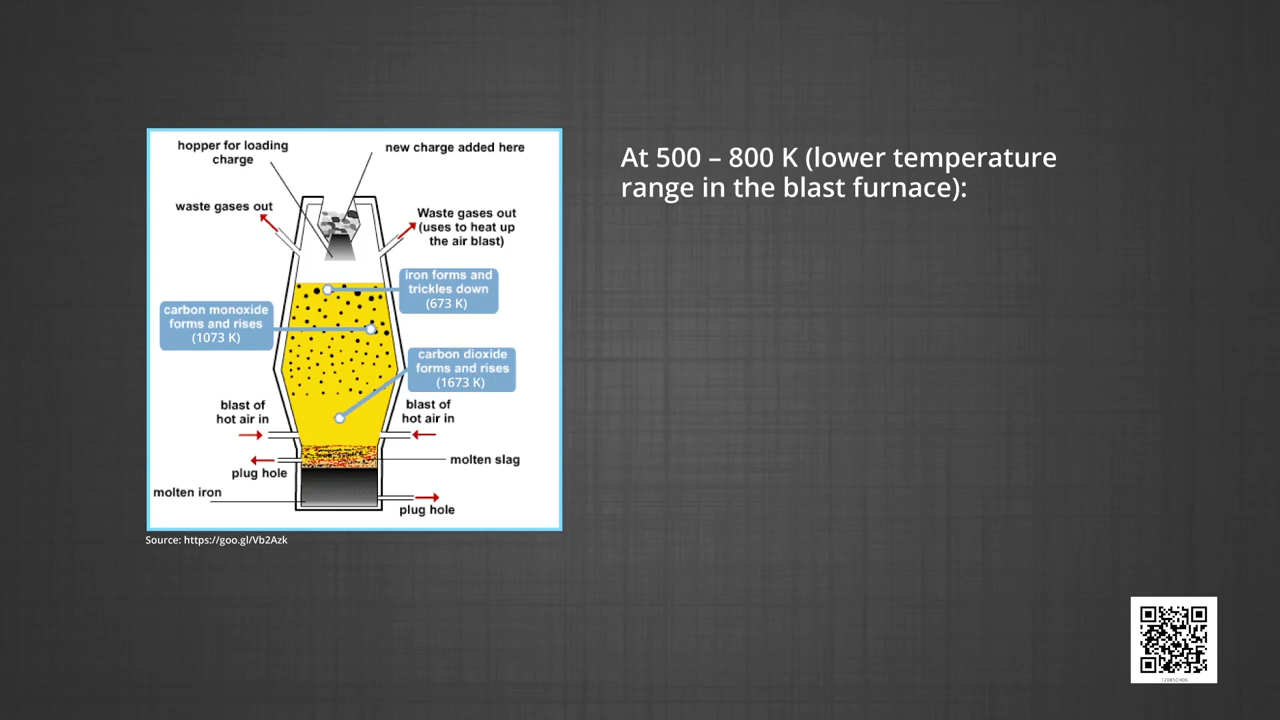 hopper for loading
charge
new charge added here
waste gases out
Waste gases out
(uses to heat up
the air blast)
iron forms and
trickles down
(673 K)
carbon monoxide
forms and rises
(1073 K)
carbon dioxide
forms and rises
(1673 K)
blast of
hot air in
blast of
hot air in
plug hole
molten slag
molten iron
plug hole
Source: https://goo.gl/Vb2Azk
At 500 – 800 K (lower temperature
range in the blast furnace):